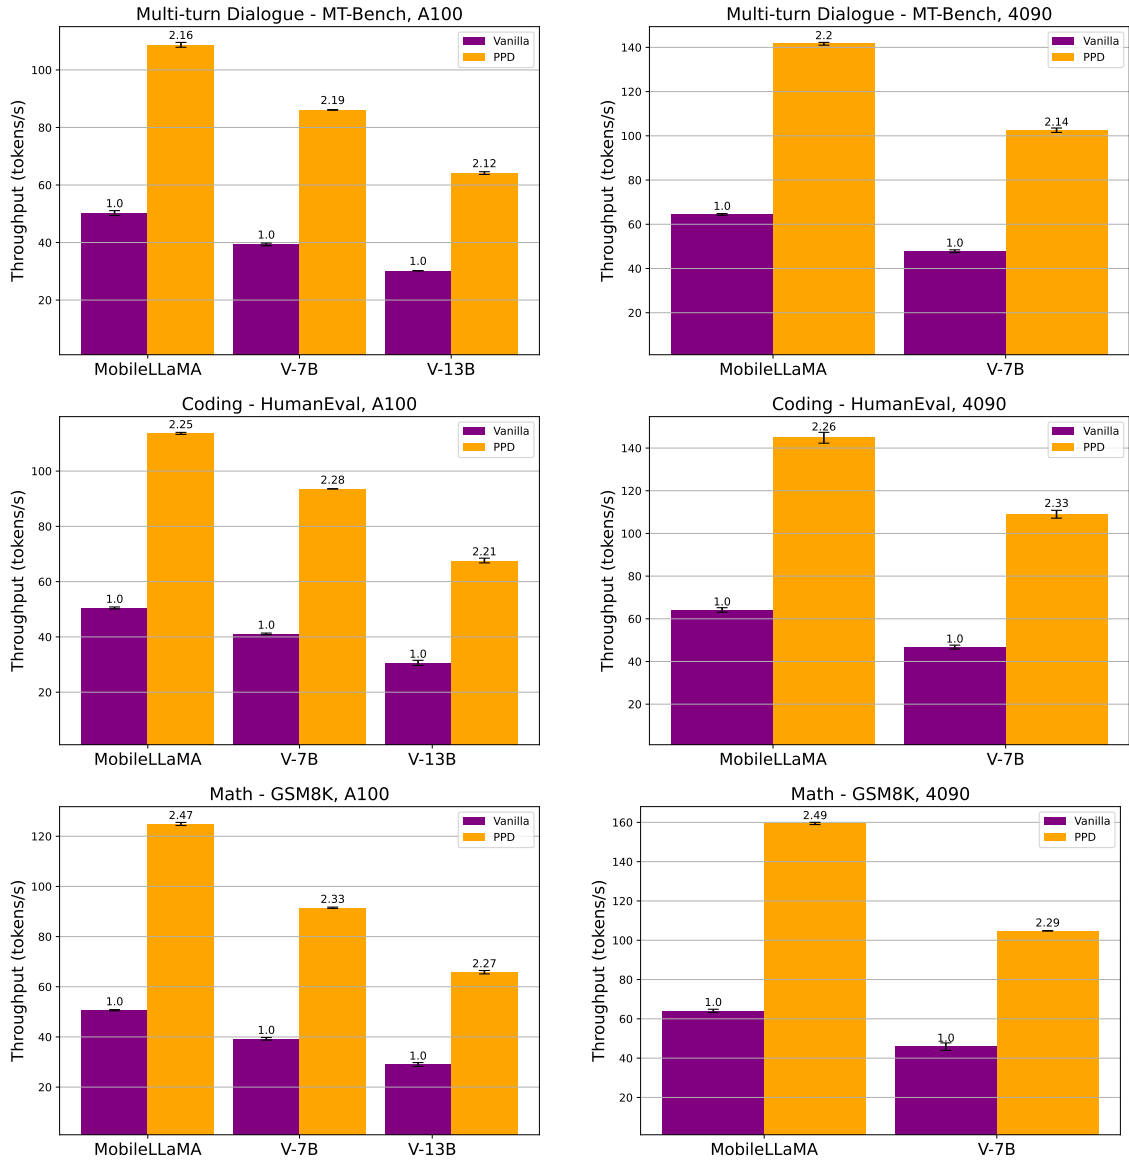 Multi-turn Dialogue - MT-Bench, A100
Throughput (tokens/s)
100
80
60
40
20
2.16
1.0
2.19
1.0
2.12
1.0
Vanilla
PPD
MobileLLaMA
V-7B
V-13B
Multi-turn Dialogue - MT-Bench, 4090
Throughput (tokens/s)
140
120
100
80
60
40
20
2.2
1.0
2.14
1.0
Vanilla
PPD
MobileLLaMA
V-7B
Coding - HumanEval, A100
Throughput (tokens/s)
100
80
60
40
20
2.25
1.0
2.28
1.0
2.21
1.0
Vanilla
PPD
MobileLLaMA
V-7B
V-13B
Coding - HumanEval, 4090
Throughput (tokens/s)
140
120
100
80
60
40
20
2.26
1.0
2.33
1.0
Vanilla
PPD
MobileLLaMA
V-7B
Math - GSM8K, A100
Throughput (tokens/s)
120
100
80
60
40
20
2.47
1.0
2.33
1.0
2.27
1.0
Vanilla
PPD
MobileLLaMA
V-7B
V-13B
Math - GSM8K, 4090
Throughput (tokens/s)
160
140
120
100
80
60
40
20
2.49
1.0
2.29
1.0
Vanilla
PPD
MobileLLaMA
V-7B